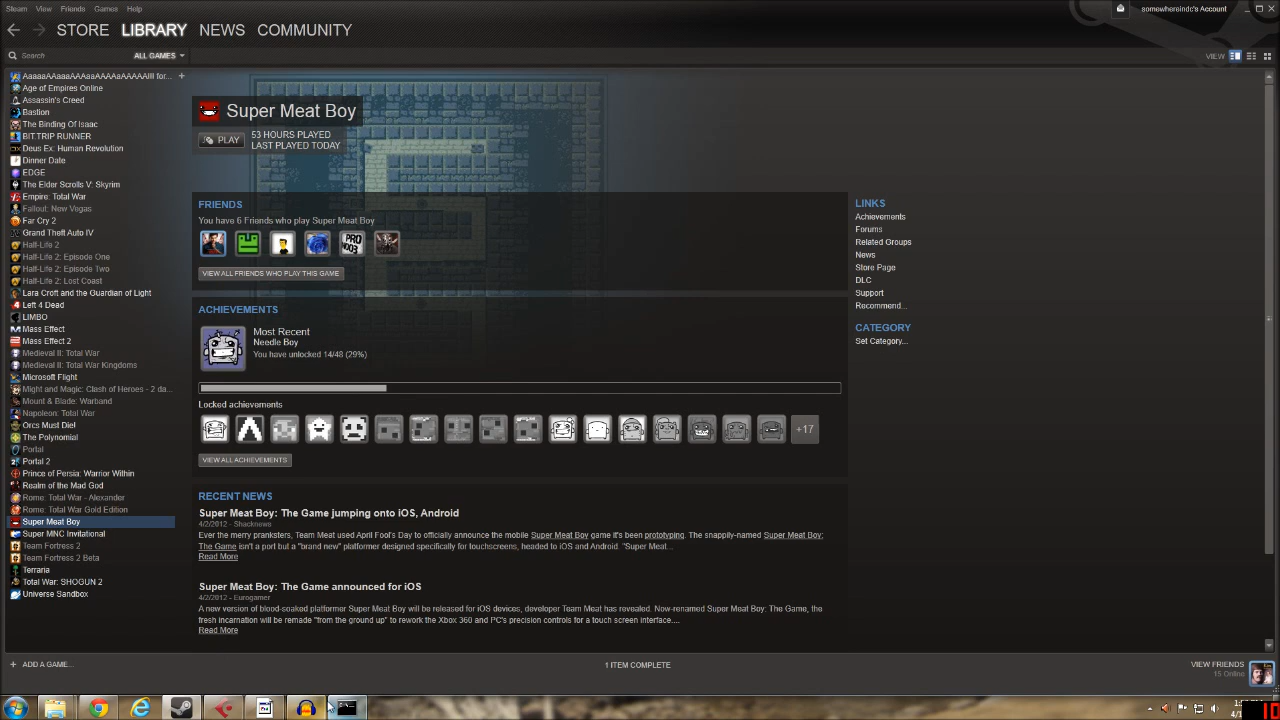 Steam View Friends Games Help
somewhereindc's Account
STORE LIBRARY NEWS COMMUNITY
Search ALL GAMES
VIEW
AaaaaAAaaaAAAaaAAAAaAAAAA!!! for...
Age of Empires Online
Assassin's Creed
Bastion
The Binding Of Isaac
BIT.TRIP RUNNER
Deus Ex: Human Revolution
Dinner Date
EDGE
The Elder Scrolls V: Skyrim
Empire: Total War
Fallout: New Vegas
Far Cry 2
Grand Theft Auto IV
Half-Life 2
Half-Life 2: Episode One
Half-Life 2: Episode Two
Half-Life 2: Lost Coast
Lara Croft and the Guardian of Light
Left 4 Dead
LIMBO
Mass Effect
Mass Effect 2
Medieval II: Total War
Medieval II: Total War Kingdoms
Microsoft Flight
Might and Magic: Clash of Heroes - 2 da...
Mount & Blade: Warband
Napoleon: Total War
Orcs Must Die!
The Polynomial
Portal
Portal 2
Prince of Persia: Warrior Within
Realm of the Mad God
Rome: Total War - Alexander
Rome: Total War Gold Edition
Super Meat Boy
Super MNC Invitational
Team Fortress 2
Team Fortress 2 Beta
Terraria
Total War: SHOGUN 2
Universe Sandbox
Super Meat Boy
PLAY
53 HOURS PLAYED
LAST PLAYED TODAY
FRIENDS
You have 6 Friends who play Super Meat Boy
PRO
NOOB
VIEW ALL FRIENDS WHO PLAY THIS GAME
ACHIEVEMENTS
Most Recent
Needle Boy
You have unlocked 14/48 (29%)
Locked achievements
+17
VIEW ALL ACHIEVEMENTS
RECENT NEWS
Super Meat Boy: The Game jumping onto iOS, Android
4/2/2012 - Shacknews
Ever the merry pranksters, Team Meat used April Fool's Day to officially announce the mobile Super Meat Boy game it's been prototyping. The snappily-named Super Meat Boy:
The Game isn't a port but a "brand new" platformer designed specifically for touchscreens, headed to iOS and Android. "Super Meat...
Read More
Super Meat Boy: The Game announced for iOS
4/2/2012 - Eurogamer
A new version of blood-soaked platformer Super Meat Boy will be released for iOS devices, developer Team Meat has revealed. Now-renamed Super Meat Boy: The Game, the
fresh incarnation will be remade "from the ground up" to rework the Xbox 360 and PC's precision controls for a touch screen interface....
Read More
LINKS
Achievements
Forums
Related Groups
News
Store Page
DLC
Support
Recommend...
CATEGORY
Set Category...
ADD A GAME...
1 ITEM COMPLETE
VIEW FRIENDS
15 Online